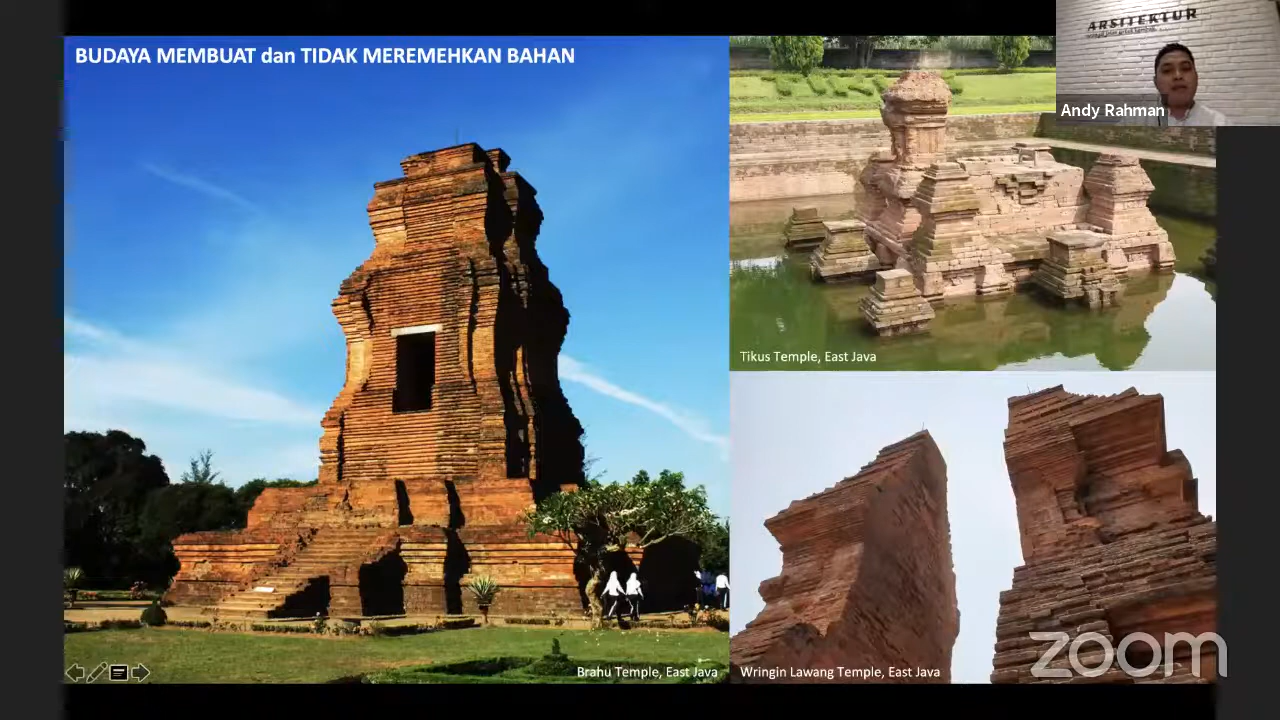 BUDAYA MEMBUAT dan TIDAK MEREMEHKAN BAHAN
ARSITEKTUR
Andy Rahman
Tikus Temple, East Java
Brahu Temple, East Java
Wringin Lawang Temple, East Java
zoom